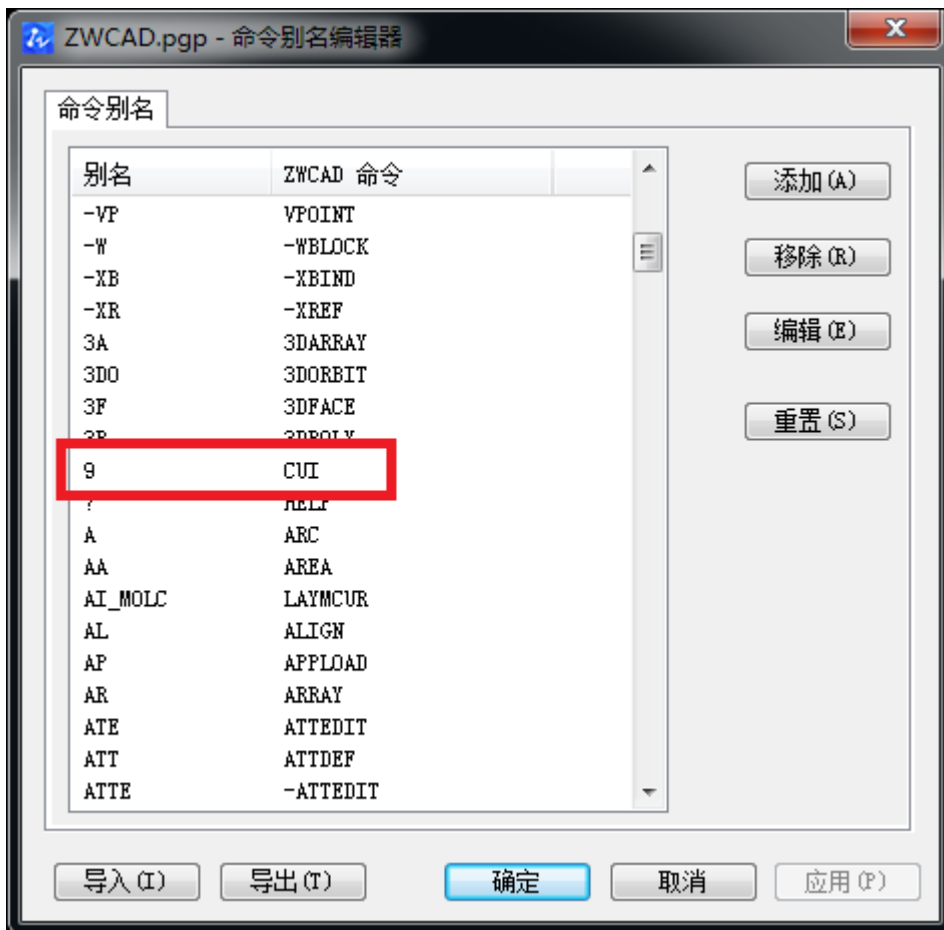 ZWCAD.pgp - 命令别名编辑器
命令别名
别名 ZWCAD 命令
-VP VPOINT
-W -WBLOCK
-XB -XBIND
-XR -XREF
3A 3DARRAY
3DO 3DORBIT
3F 3DFACE
3P 3DPOLY
9 CUI
? HELP
A ARC
AA AREA
AI_MOLC LAYMCUR
AL ALIGN
AP APPLOAD
AR ARRAY
ATE ATTEDIT
ATT ATTDEF
ATTE -ATTEDIT
添加(A)
移除(R)
编辑(E)
重置(S)
导入(I) 导出(T) 确定 取消 应用(P)